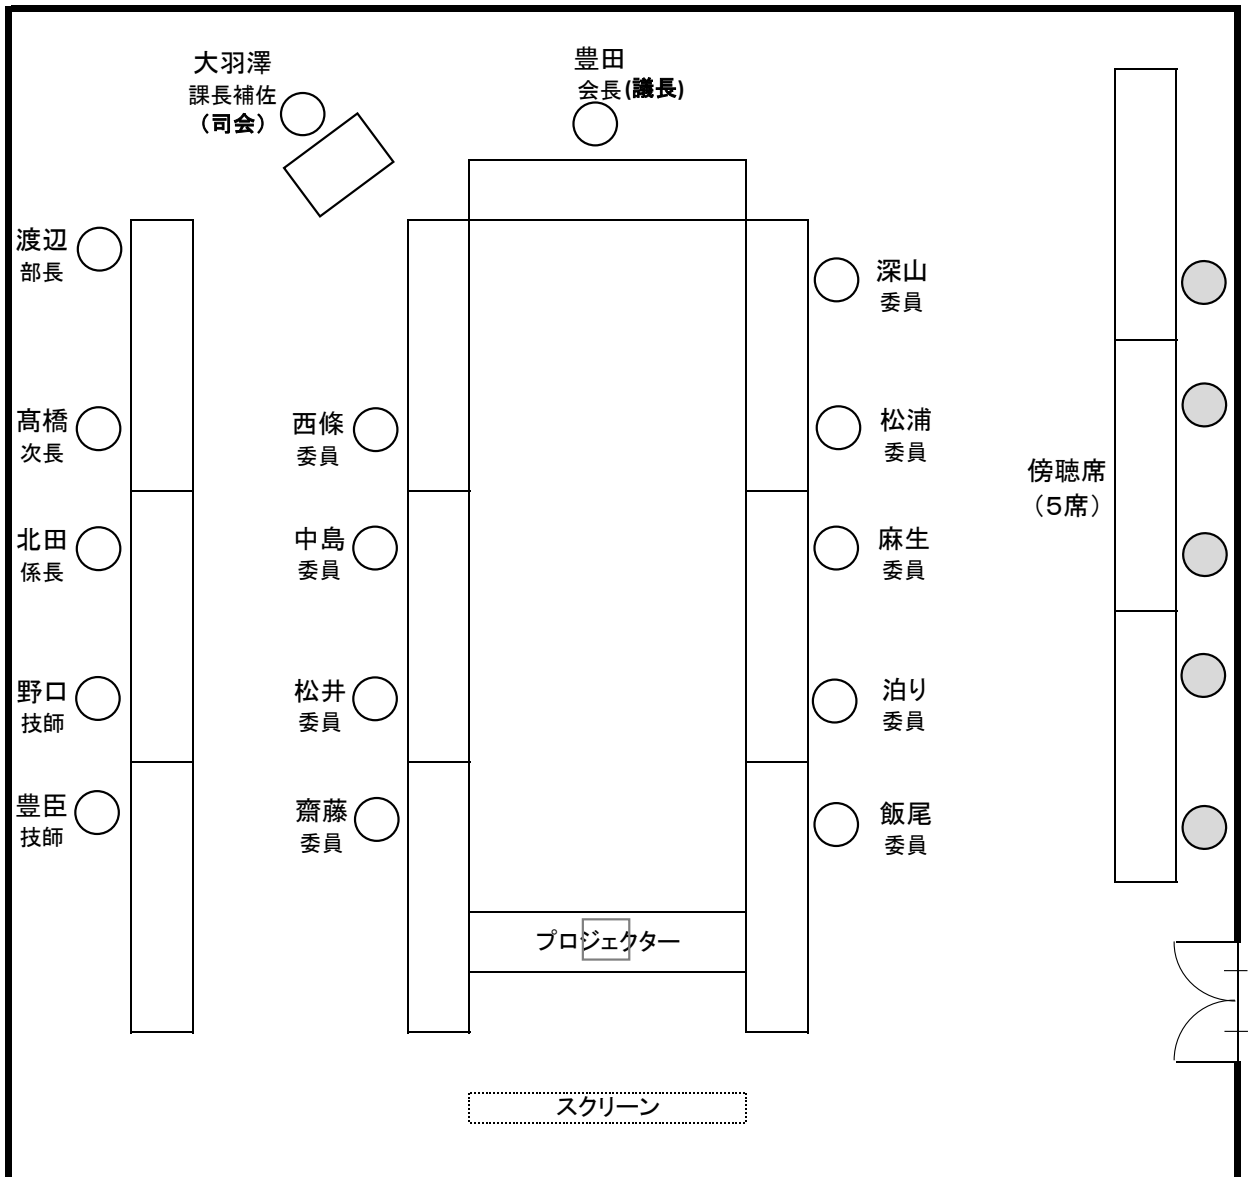 大羽澤
課長補佐
（司会）
豊田
会長(議長)
渡辺
部長
髙橋
次長
北田
係長
野口
技師
豊臣
技師
西條
委員
中島
委員
松井
委員
齋藤
委員
深山
委員
松浦
委員
麻生
委員
泊り
委員
飯尾
委員
傍聴席
（５席）
プロジェクター
スクリーン